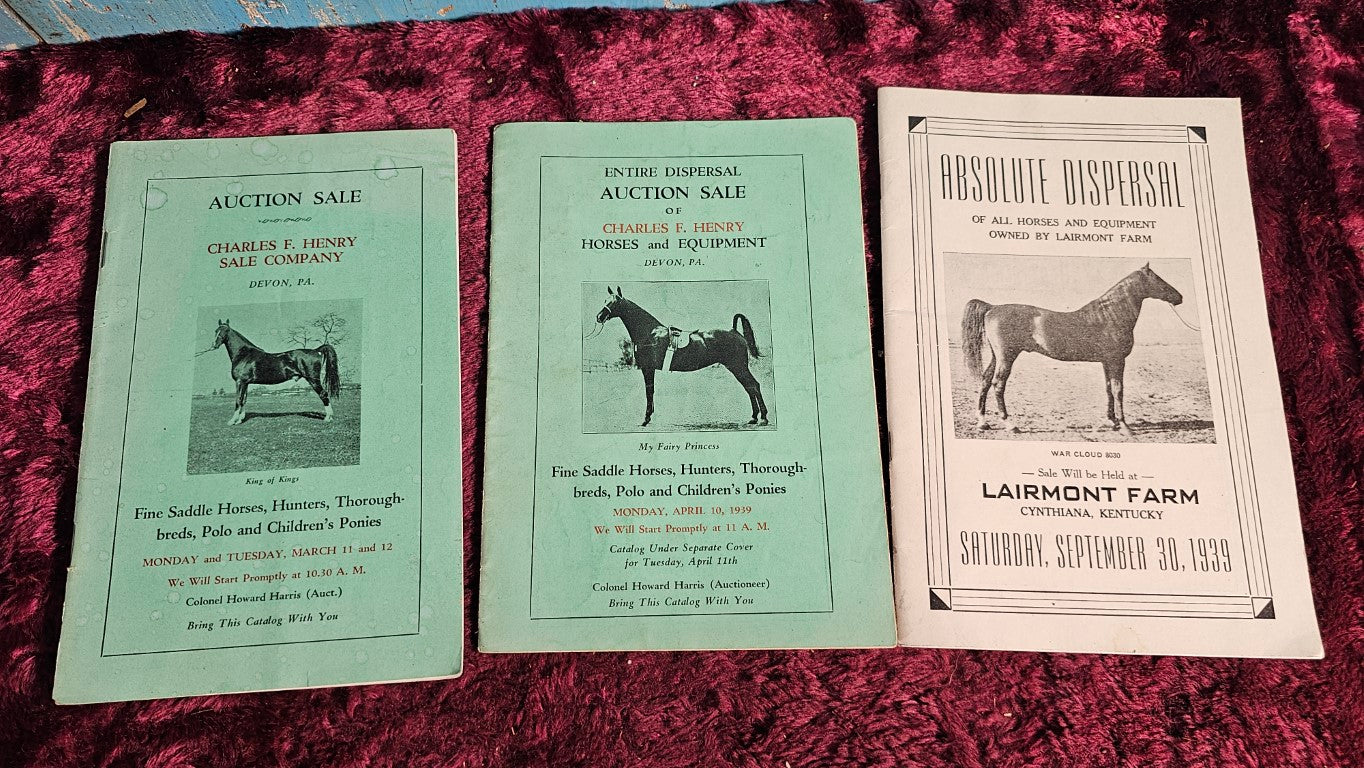 AUCTION SALE
CHARLES F. HENRY
SALE COMPANY
DEVON, PA.
King of Kings
Fine Saddle Horses, Hunters, Thorough-
breds, Polo and Children's Ponies
MONDAY and TUESDAY, MARCH 11 and 12
We Will Start Promptly at 10.30 A. M.
Colonel Howard Harris (Auct.)
Bring This Catalog With You
ENTIRE DISPERSAL
AUCTION SALE
OF
CHARLES F. HENRY
HORSES and EQUIPMENT
DEVON, PA.
My Fairy Princess
Fine Saddle Horses, Hunters, Thorough-
breds, Polo and Children's Ponies
MONDAY, APRIL 10, 1939
We Will Start Promptly at 11 A. M.
Catalog Under Separate Cover
for Tuesday, April 11th
Colonel Howard Harris (Auctioneer)
Bring This Catalog With You
ABSOLUTE DISPERSAL
OF ALL HORSES AND EQUIPMENT
OWNED BY LAIRMONT FARM
WAR CLOUD 8030
— Sale Will be Held at —
LAIRMONT FARM
CYNTHIANA, KENTUCKY
SATURDAY, SEPTEMBER 30, 1939